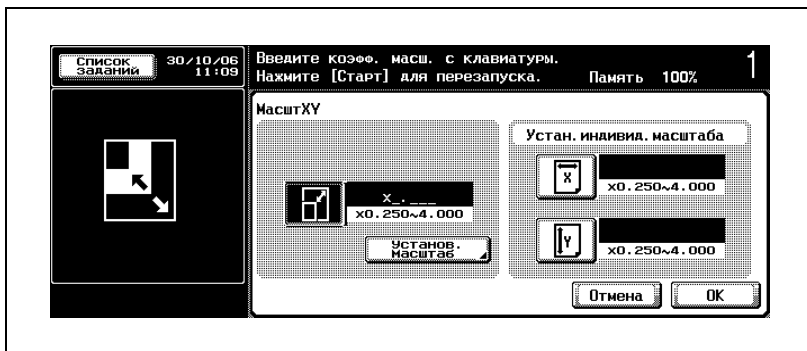 Список
заданий
30/10/06
11:09
Введите коэфф. масш. с клавиатуры.
Нажмите [Старт] для перезапуска.
Память 100%
1
МасштXY
x_.___
x0.250~4.000
Установ.
масштаб
Устан. индивид. масштаба
X
x0.250~4.000
Y
x0.250~4.000
Отмена
OK